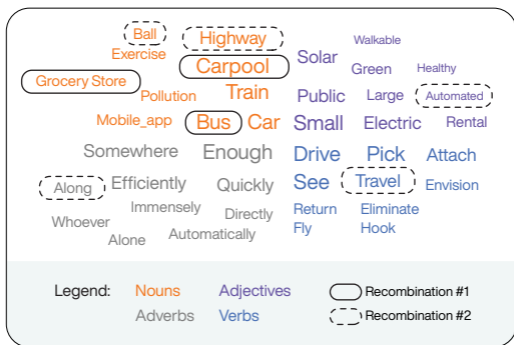 Ball
Highway
Walkable
Exercise
Solar
Carpool
Green
Healthy
Grocery Store
Pollution
Train
Public
Large
Automated
Mobile_app
Bus
Car
Small
Electric
Rental
Somewhere
Enough
Drive
Pick
Attach
Along
Efficiently
Quickly
See
Travel
Envision
Immensely
Directly
Return
Eliminate
Whoever
Alone
Automatically
Fly
Hook
Legend:
Nouns
Adjectives
Recombination #1
Adverbs
Verbs
Recombination #2